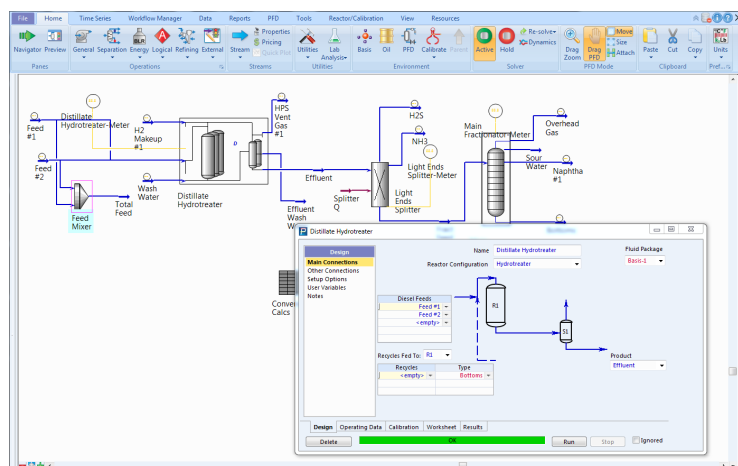 File Home Time Series Workflow Manager Data Reports PFD Tools Reactor/Calibration View Resources
Navigator Preview General Separation Energy Logical Refining External Stream Properties Pricing Quick Plot Utilities Lab Analysis Basis Oil PFD Calibrate Parent Active Hold Re-solve Dynamics Drag Zoom Drag PFD Move Size Attach Paste Cut Copy Units
Panes Operations Streams Utilities Environment Solver PFD Mode Clipboard Pref...
Feed #1
Distillate Hydrotreater-Meter
H2 Makeup #1
HPS Vent Gas #1
H2S
NH3
Main Fractionator-Meter
Overhead Gas
Feed #2
Light Ends Splitter-Meter
Sour Water
Naphtha #1
Wash Water
Distillate Hydrotreater
Effluent
Splitter Q
Light Ends Splitter
Total Feed
Feed Mixer
Effluent Wash
Bottoms
Conver
Calcs
Distillate Hydrotreater
Design
Main Connections
Other Connections
Setup Options
User Variables
Notes
Name Distillate Hydrotreater
Reactor Configuration Hydrotreater
Fluid Package
Basis-1
Diesel Feeds
Feed #1
Feed #2
<empty>
R1
S1
Recycles Fed To: R1
Recycles Type
<empty> Bottoms
Product
Effluent
Design Operating Data Calibration Worksheet Results
Delete OK Run Stop Ignored